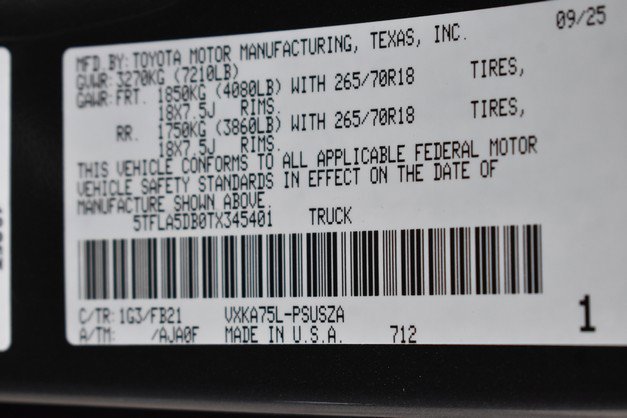 09/25
MFD. BY: TOYOTA MOTOR MANUFACTURING, TEXAS, INC.
GVWR: 3270KG (7210LB)
GAWR: FRT. 1850KG (4080LB) WITH 265/70R18 TIRES,
18X7.5J RIMS.
RR. 1750KG (3860LB) WITH 265/70R18 TIRES,
18X7.5J RIMS.
THIS VEHICLE CONFORMS TO ALL APPLICABLE FEDERAL MOTOR
VEHICLE SAFETY STANDARDS IN EFFECT ON THE DATE OF
MANUFACTURE SHOWN ABOVE.
5TFLA5DB0TX345401 TRUCK
C/TR: 1G3/FB21 VXKA75L-PSUSZA
A/TM: /AJA0F MADE IN U.S.A. 712
1